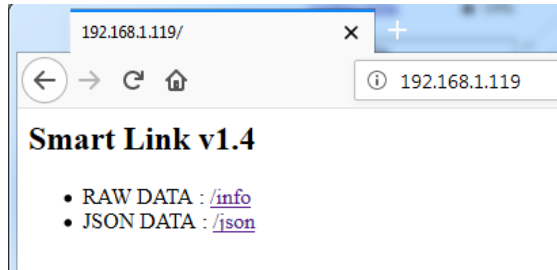 192.168.1.119/
192.168.1.119
Smart Link v1.4
RAW DATA : /info
JSON DATA : /json